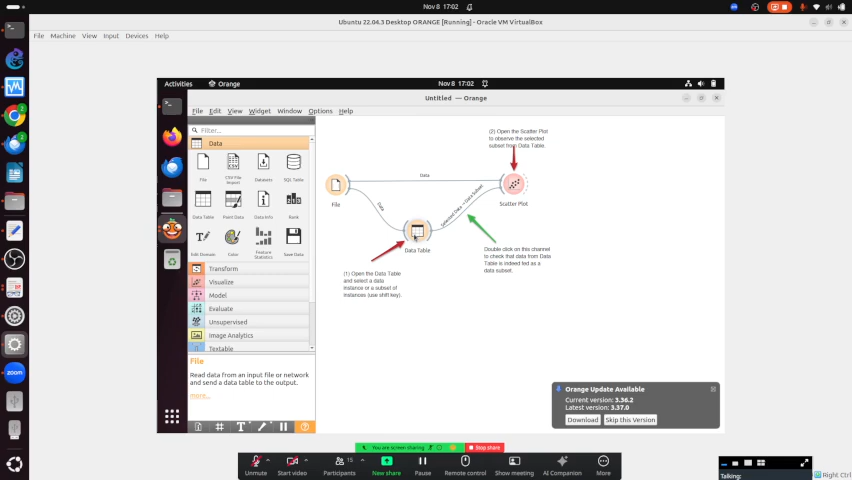 Nov 8 17:02
Ubuntu 22.04.3 Desktop ORANGE [Running] - Oracle VM VirtualBox
File Machine View Input Devices Help
Activities Orange Nov 8 17:02
Untitled — Orange
File Edit View Widget Window Options Help
Filter...
Data
File CSV File Import Datasets SQL Table
Data Table Paint Data Data Info Rank
Edit Domain Color Feature Statistics Save Data
Transform
Visualize
Model
Evaluate
Unsupervised
Image Analytics
Textable
File
Read data from an input file or network
and send a data table to the output.
more...
(2) Open the Scatter Plot
to observe the selected
subset from Data Table.
Data
File
Data
Selected Data → Data Subset
Scatter Plot
Data Table
Double click on this channel
to check that data from Data
Table is indeed fed as a
data subset.
(1) Open the Data Table
and select a data
instance or a subset of
instances (use shift key).
Orange Update Available
Current version: 3.36.2
Latest version: 3.37.0
Download Skip this Version
You are screen sharing Stop share
Unmute Start video Participants 15 New share Pause Remote control Show meeting AI Companion More
Talking:
Right Ctrl